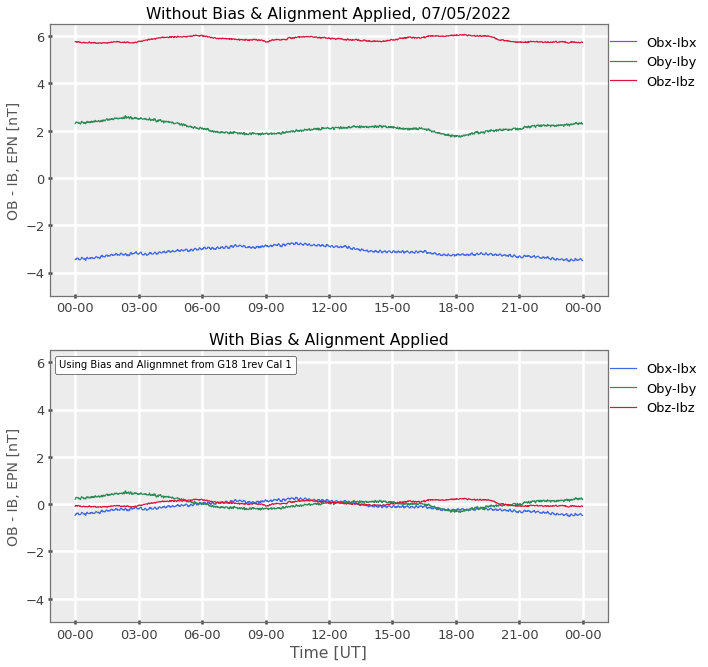 Without Bias & Alignment Applied, 07/05/2022
OB - IB, EPN [nT]
6
4
2
0
−2
−4
00-00 03-00 06-00 09-00 12-00 15-00 18-00 21-00 00-00
Obx-Ibx
Oby-Iby
Obz-Ibz
With Bias & Alignment Applied
Using Bias and Alignmnet from G18 1rev Cal 1
OB - IB, EPN [nT]
6
4
2
0
−2
−4
00-00 03-00 06-00 09-00 12-00 15-00 18-00 21-00 00-00
Time [UT]
Obx-Ibx
Oby-Iby
Obz-Ibz